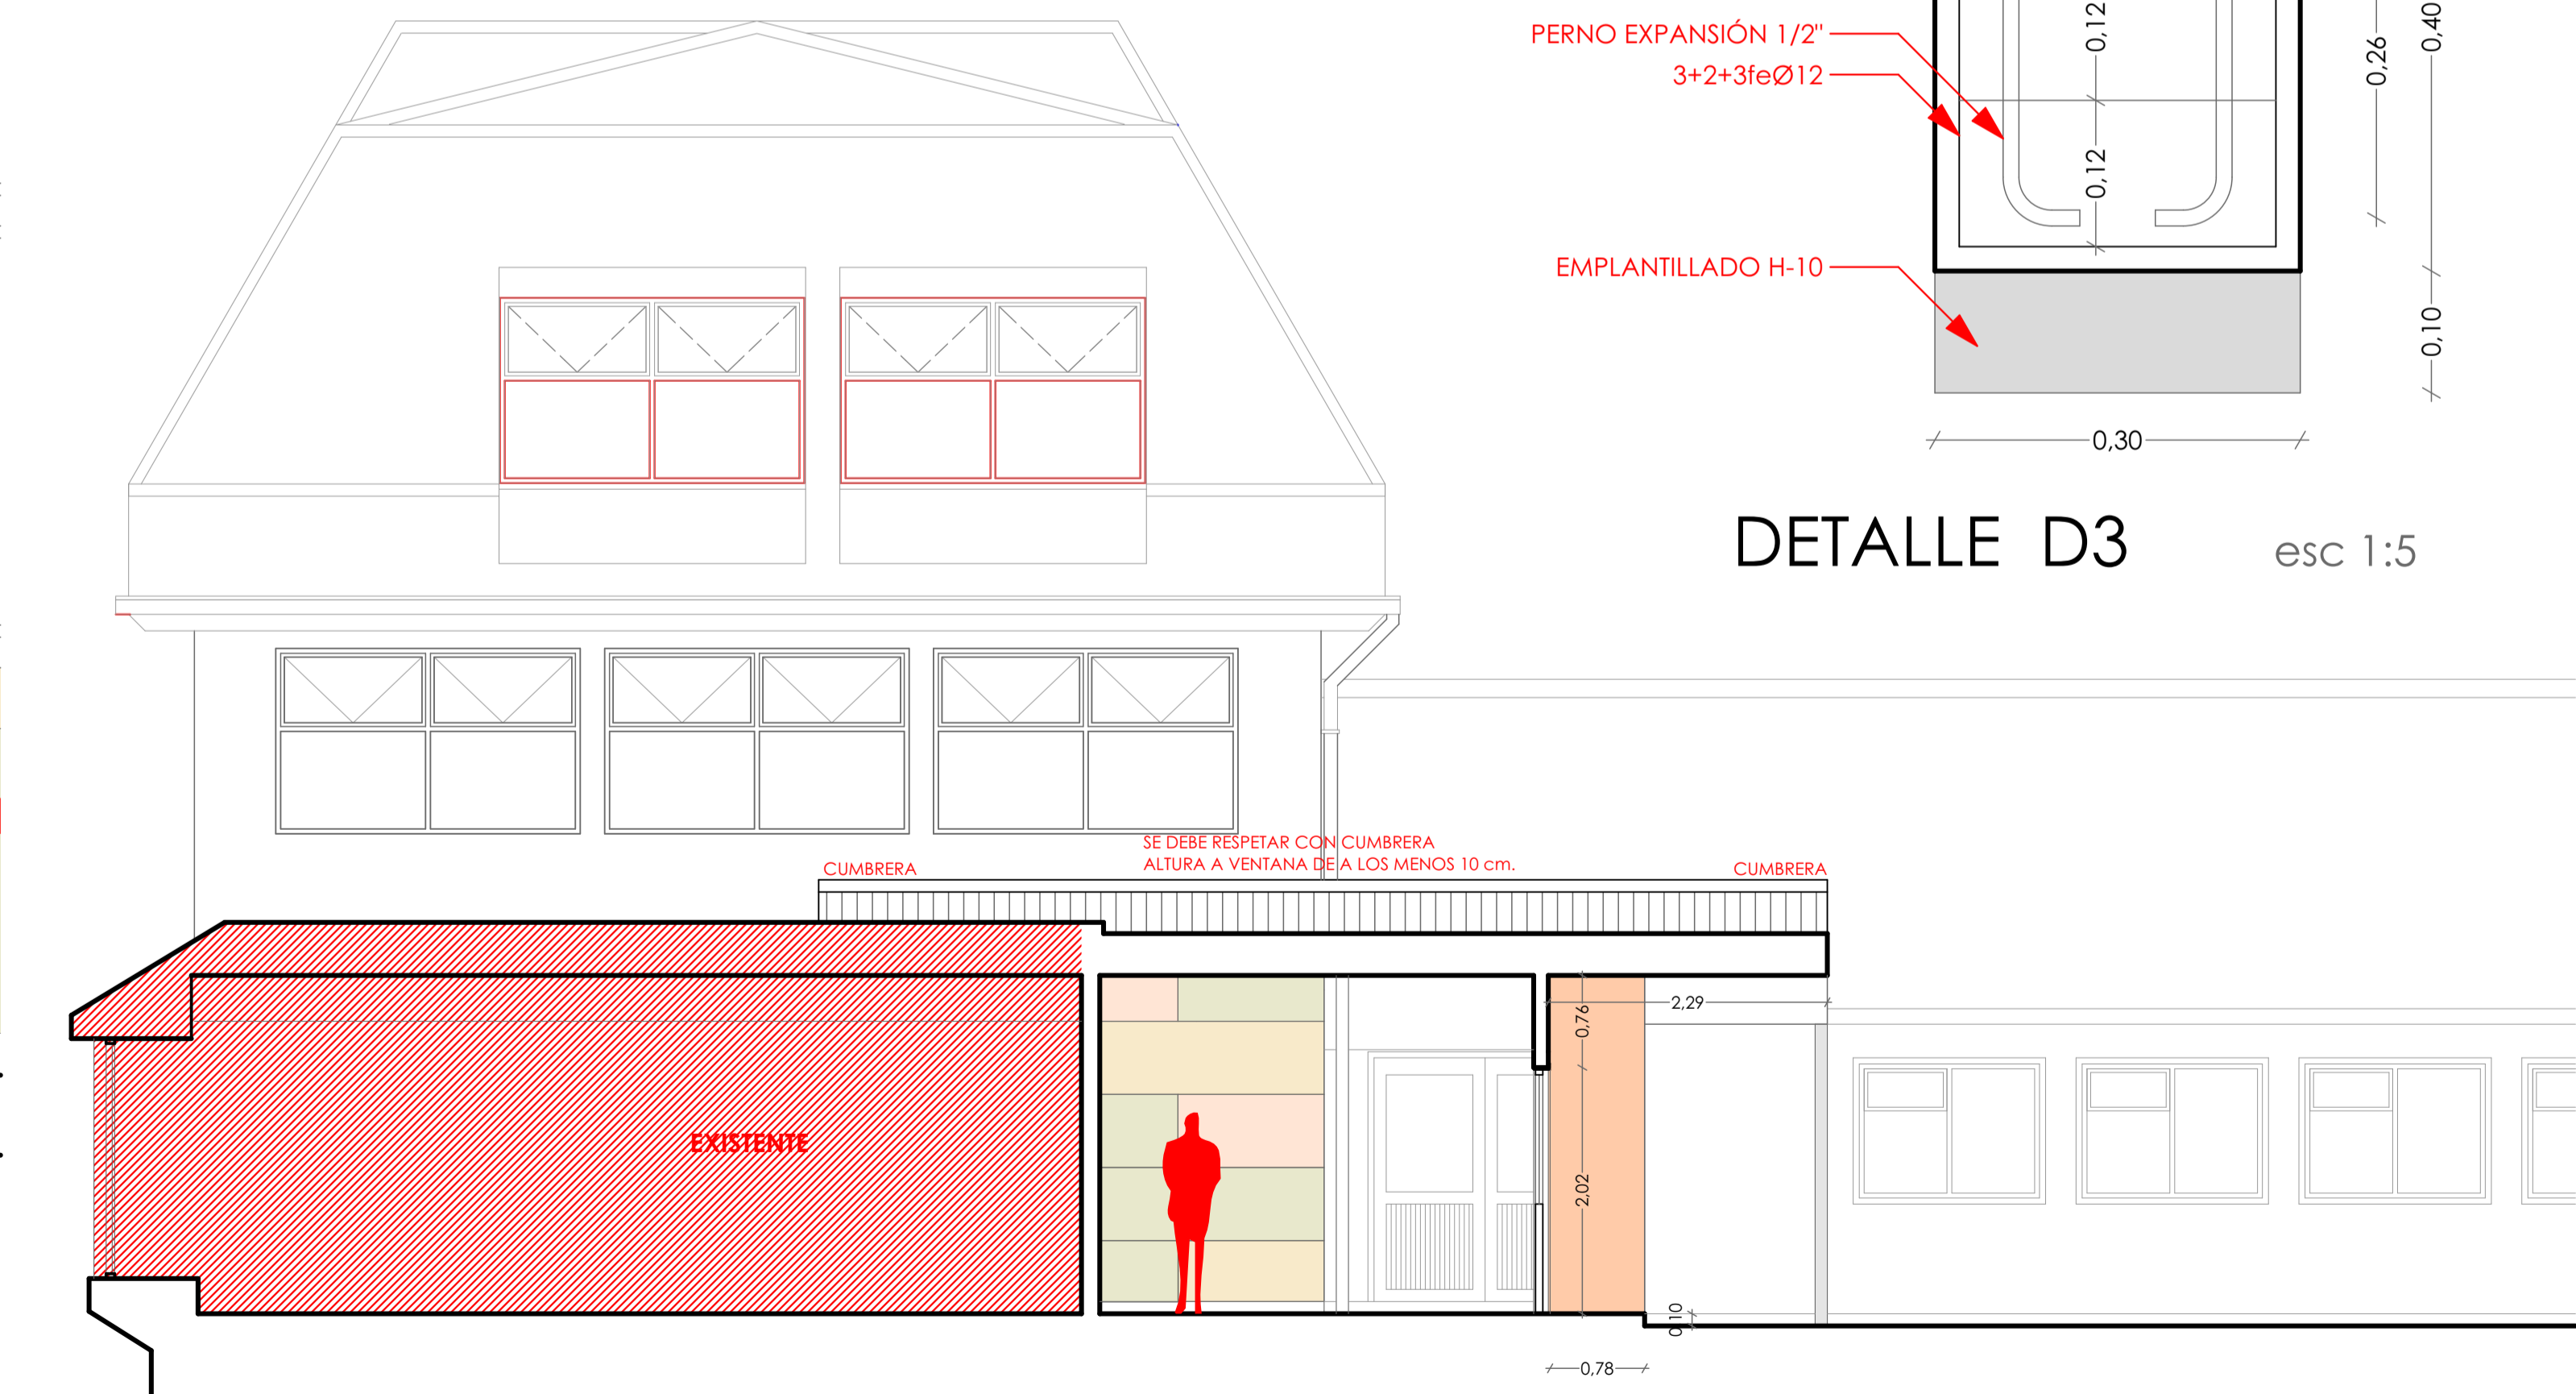 PERNO EXPANSIÓN 1/2"
3+2+3feØ12
EMPLANTILLADO H-10
0,12
0,12
0,26
0,40
0,10
0,30
DETALLE D3
esc 1:5
SE DEBE RESPETAR CON CUMBRERA
ALTURA A VENTANA DE A LOS MENOS 10 cm.
CUMBRERA
CUMBRERA
2,29
0,76
EXISTENTE
2,02
0,10
0,78